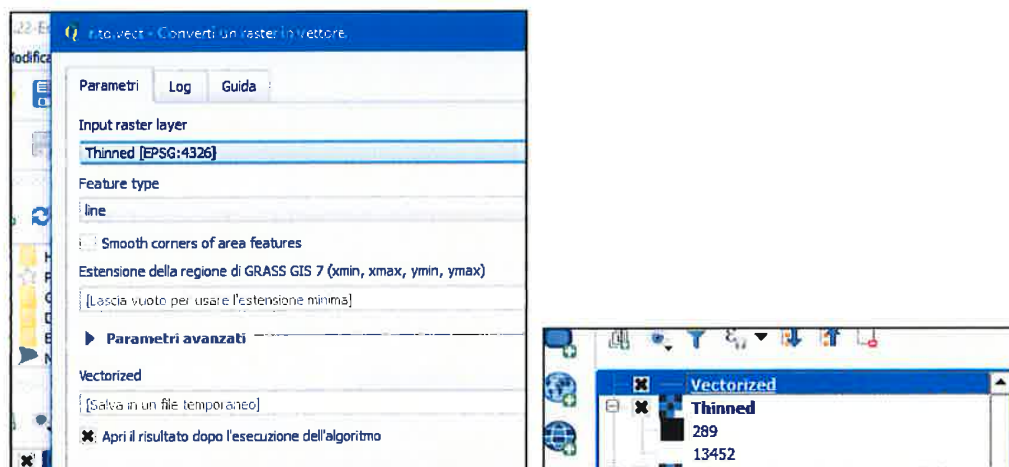 r.to.vect - Converti un raster in vettore
Parametri Log Guida
Input raster layer
Thinned [EPSG:4326]
Feature type
line
Smooth corners of area features
Estensione della regione di GRASS GIS 7 (xmin, xmax, ymin, ymax)
[Lascia vuoto per usare l'estensione minima]
Parametri avanzati
Vectorized
[Salva in un file temporaneo]
Apri il risultato dopo l'esecuzione dell'algoritmo
Vectorized
Thinned
289
13452